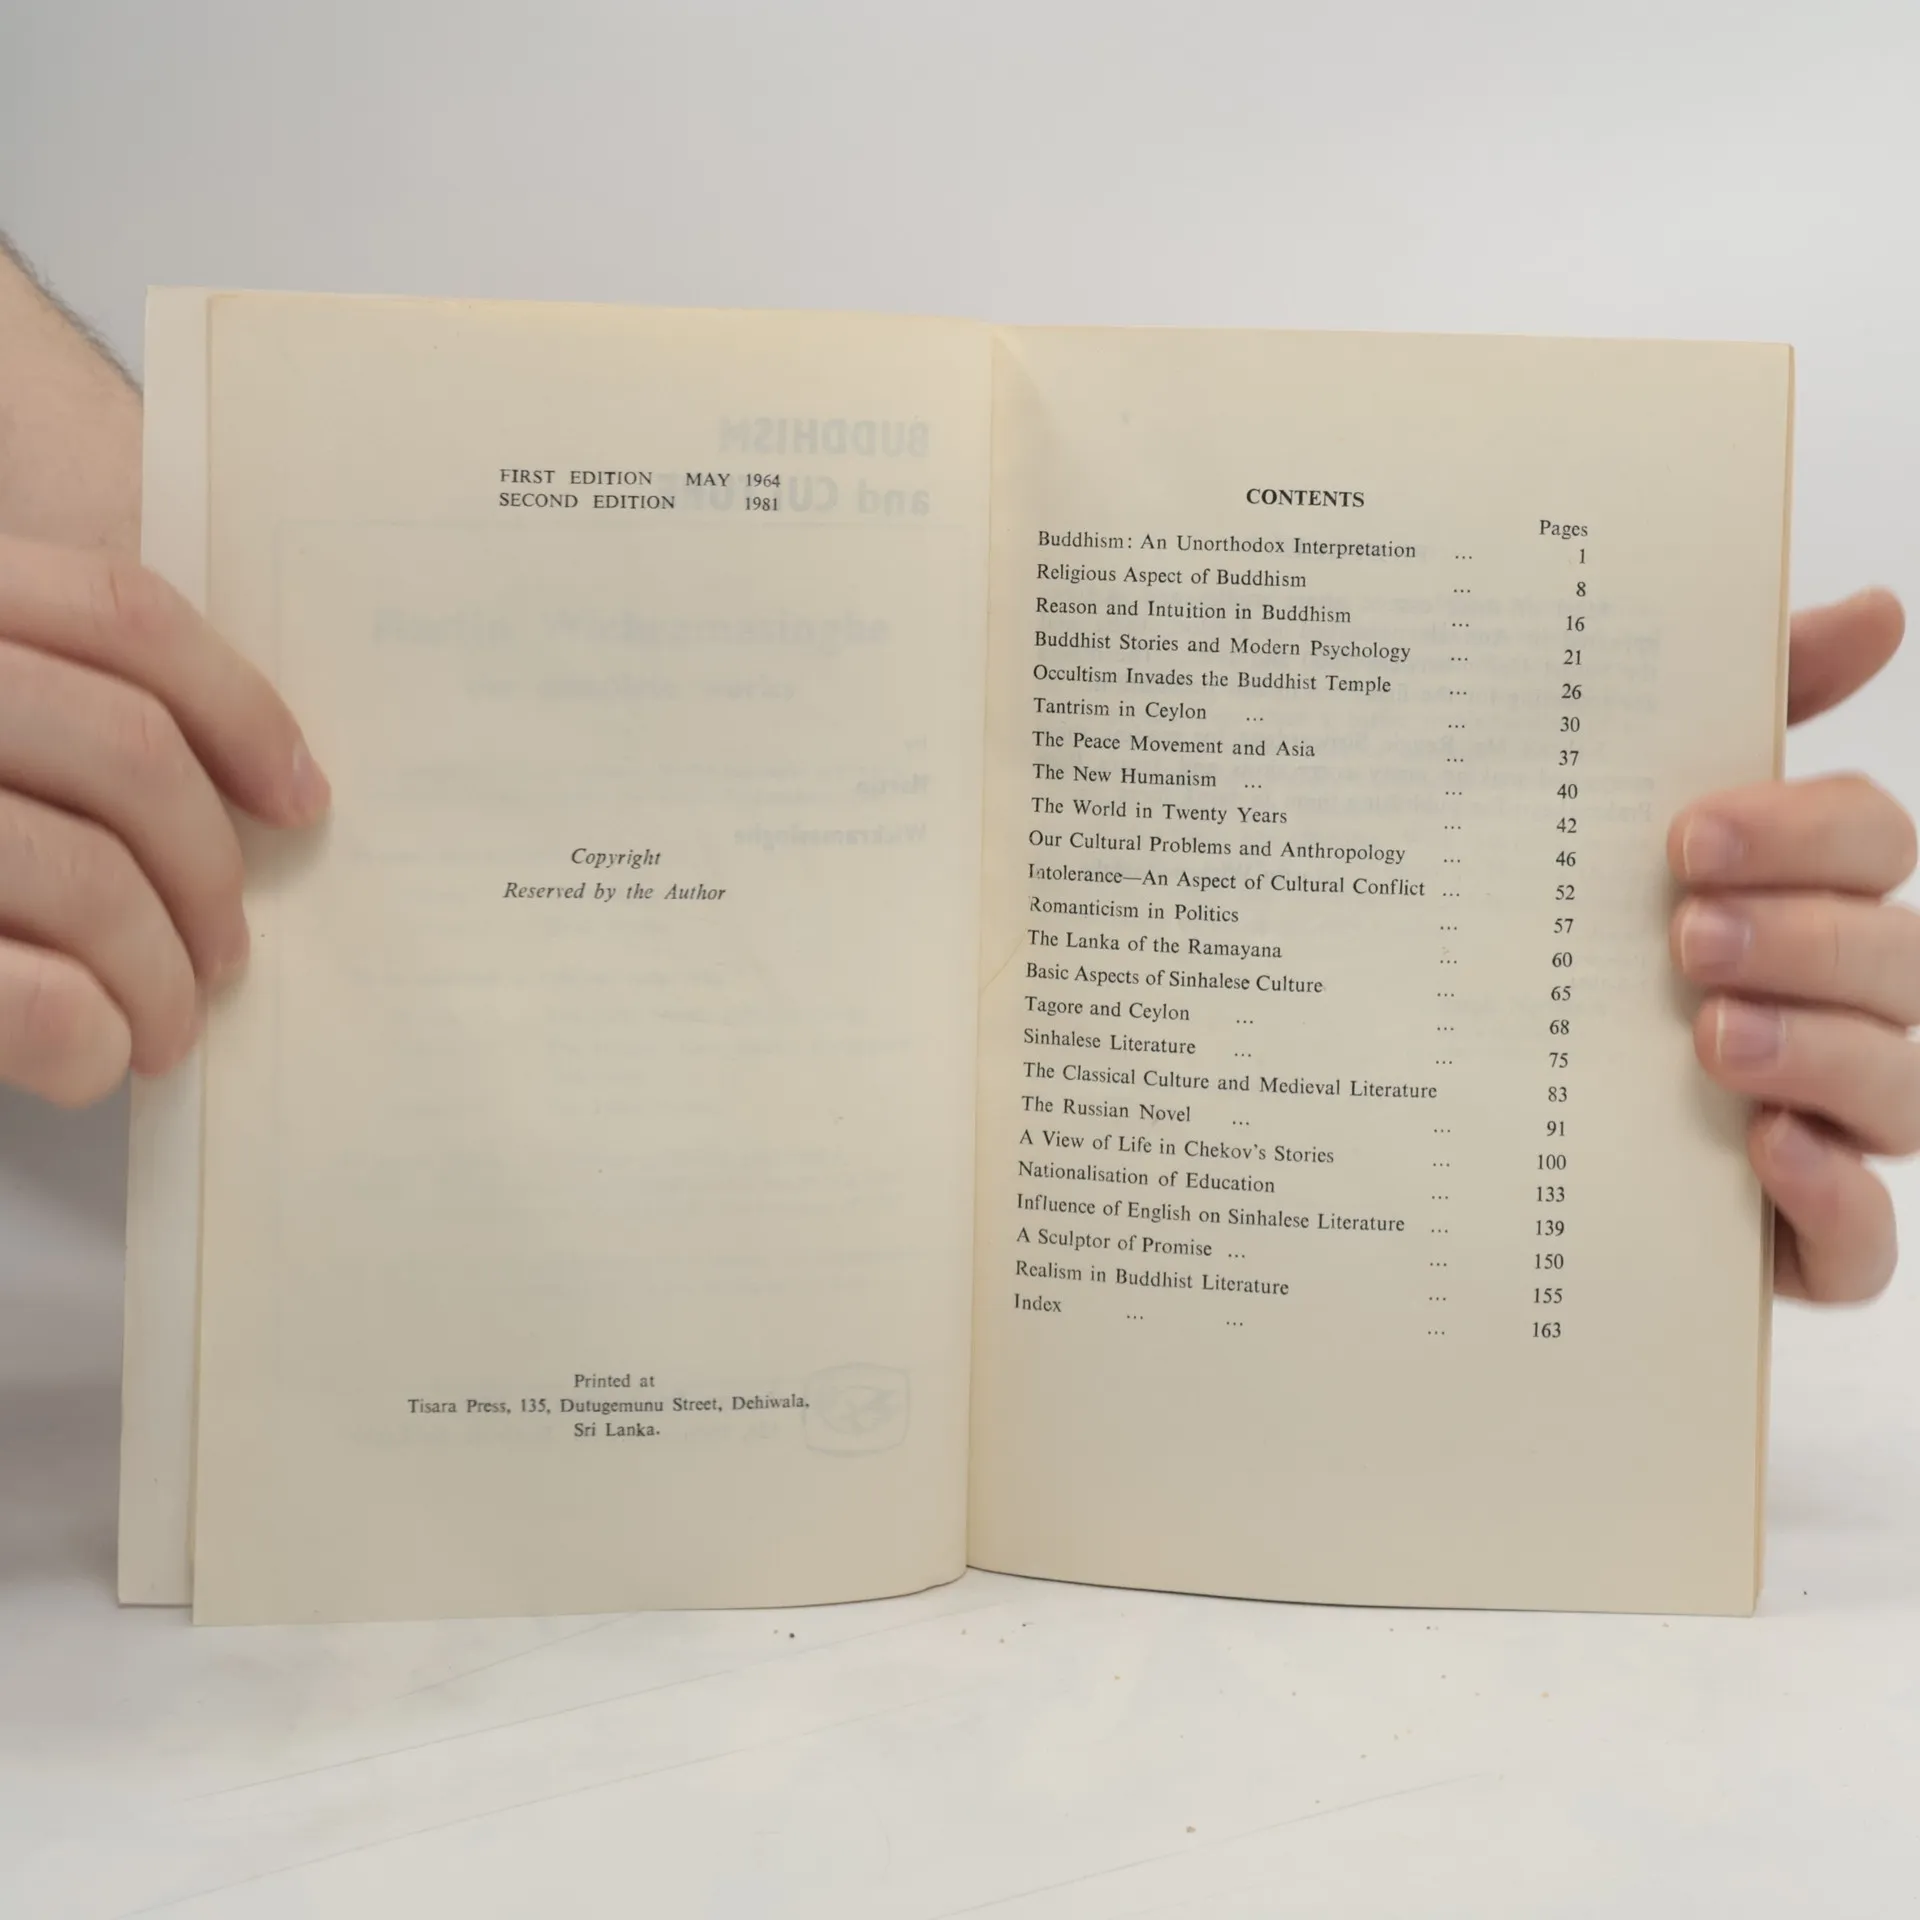 FIRST EDITION MAY 1964
SECOND EDITION 1981
Copyright
Reserved by the Author
Printed at
Tisara Press, 135, Dutugemunu Street, Dehiwala,
Sri Lanka.
BUDDHISM
and CULTURE
by
Martin
Wickramasinghe
CONTENTS
Pages
Buddhism: An Unorthodox Interpretation ... 1
Religious Aspect of Buddhism ... 8
Reason and Intuition in Buddhism ... 16
Buddhist Stories and Modern Psychology ... 21
Occultism Invades the Buddhist Temple ... 26
Tantrism in Ceylon ... ... 30
The Peace Movement and Asia ... 37
The New Humanism ... ... 40
The World in Twenty Years ... 42
Our Cultural Problems and Anthropology ... 46
Intolerance—An Aspect of Cultural Conflict ... 52
Romanticism in Politics ... 57
The Lanka of the Ramayana ... 60
Basic Aspects of Sinhalese Culture ... 65
Tagore and Ceylon ... ... 68
Sinhalese Literature ... ... 75
The Classical Culture and Medieval Literature 83
The Russian Novel ... ... 91
A View of Life in Chekov's Stories ... 100
Nationalisation of Education ... 133
Influence of English on Sinhalese Literature ... 139
A Sculptor of Promise ... ... 150
Realism in Buddhist Literature ... 155
Index ... ... ... 163